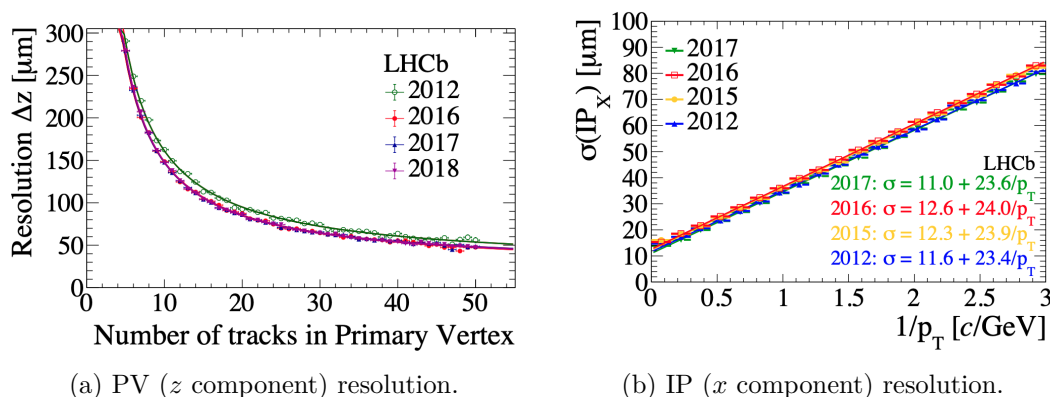 Resolution Δz [μm]
300
250
200
150
100
50
0
LHCb
2012
2016
2017
2018
0 10 20 30 40 50
Number of tracks in Primary Vertex
(a) PV (z component) resolution.
σ(IP_X) [μm]
100
90
80
70
60
50
40
30
20
10
0
2017
2016
2015
2012
LHCb
2017: σ = 11.0 + 23.6/p_T
2016: σ = 12.6 + 24.0/p_T
2015: σ = 12.3 + 23.9/p_T
2012: σ = 11.6 + 23.4/p_T
0 0.5 1 1.5 2 2.5 3
1/p_T [c/GeV]
(b) IP (x component) resolution.